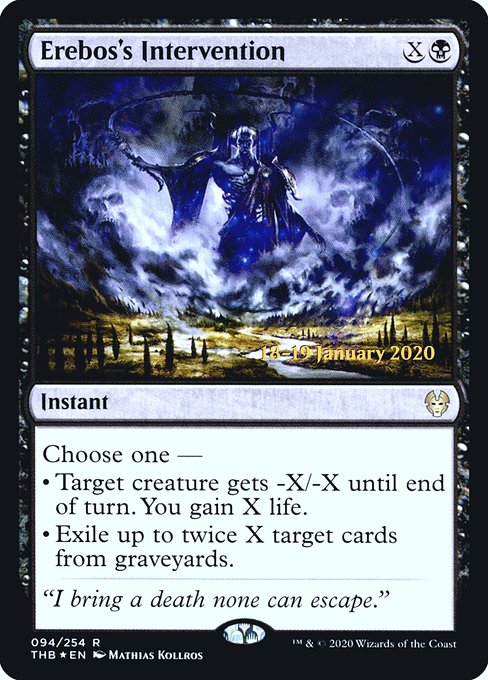 Erebos's Intervention X
18–19 January 2020
Instant
Choose one —
• Target creature gets -X/-X until end
of turn. You gain X life.
• Exile up to twice X target cards
from graveyards.
“I bring a death none can escape.”
094/254 R
THB ★ EN Mathias Kollros
™ & © 2020 Wizards of the Coast